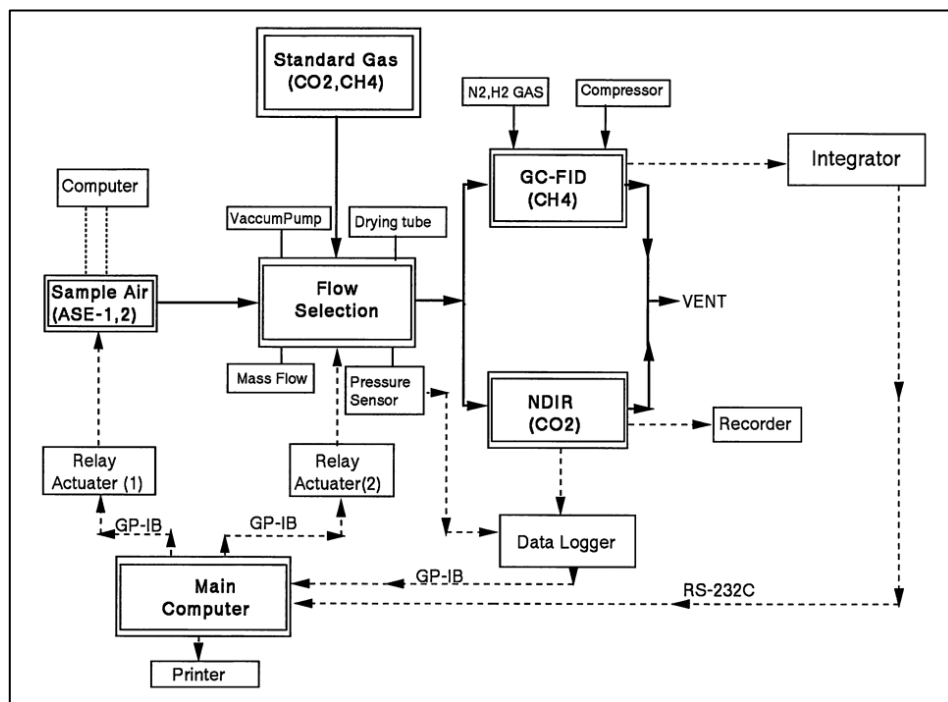 Standard Gas
(CO2,CH4)
N2,H2 GAS
Compressor
GC-FID
(CH4)
Integrator
Computer
VaccumPump
Drying tube
Sample Air
(ASE-1,2)
Flow
Selection
VENT
Mass Flow
Pressure
Sensor
NDIR
(CO2)
Recorder
Relay
Actuater (1)
Relay
Actuater(2)
GP-IB
GP-IB
Data Logger
GP-IB
RS-232C
Main
Computer
Printer